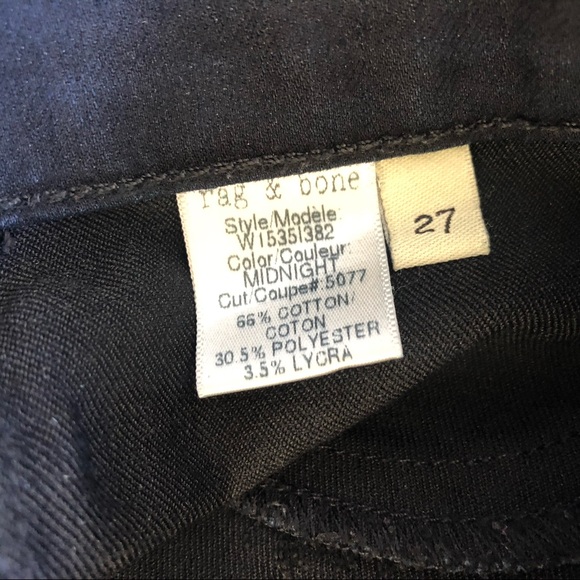 rag & bone
Style/Modèle:
W1535I382
Color/Couleur:
MIDNIGHT
Cut/Coupe#:5077
66% COTTON/
COTON
30.5% POLYESTER
3.5% LYCRA
27